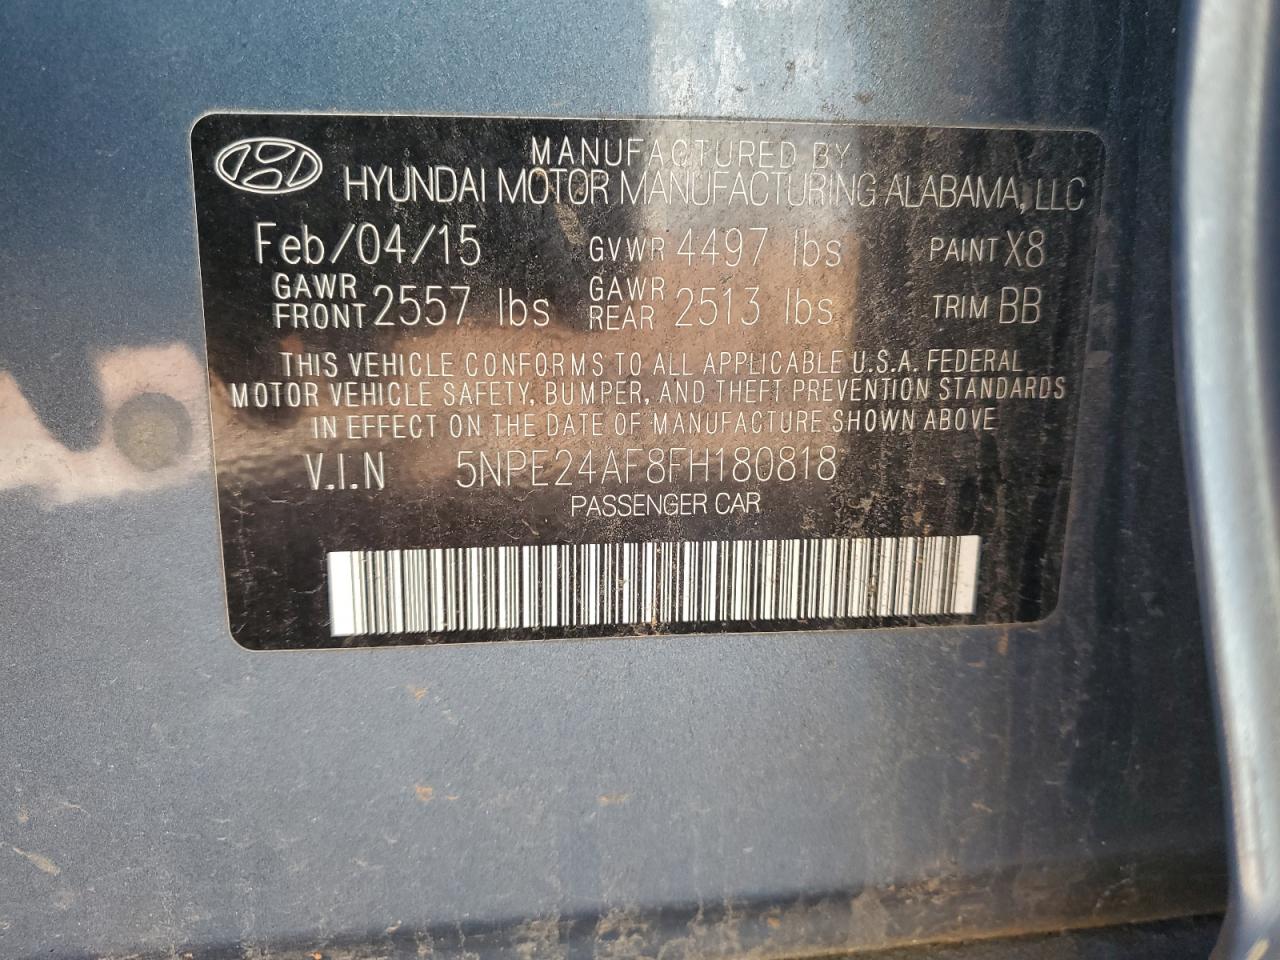 MANUFACTURED BY
HYUNDAI MOTOR MANUFACTURING ALABAMA, LLC
Feb/04/15 GVWR 4497 lbs PAINT X8
GAWR FRONT 2557 lbs GAWR REAR 2513 lbs TRIM BB
THIS VEHICLE CONFORMS TO ALL APPLICABLE U.S.A. FEDERAL
MOTOR VEHICLE SAFETY, BUMPER, AND THEFT PREVENTION STANDARDS
IN EFFECT ON THE DATE OF MANUFACTURE SHOWN ABOVE
V.I.N 5NPE24AF8FH180818
PASSENGER CAR